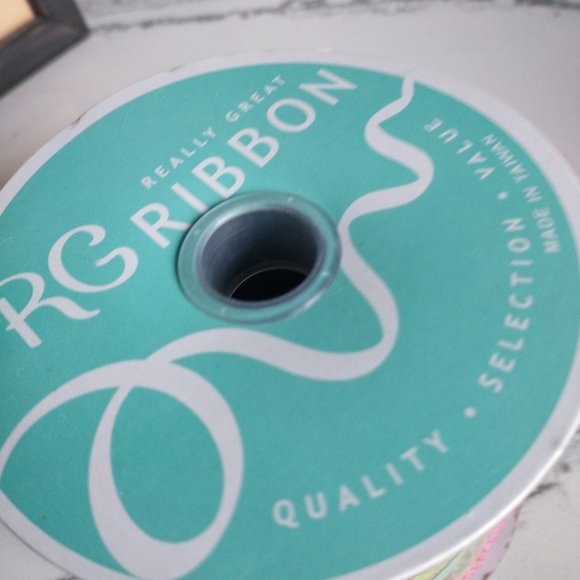 REALLY GREAT
RG RIBBON
QUALITY • SELECTION • VALUE
MADE IN TAIWAN